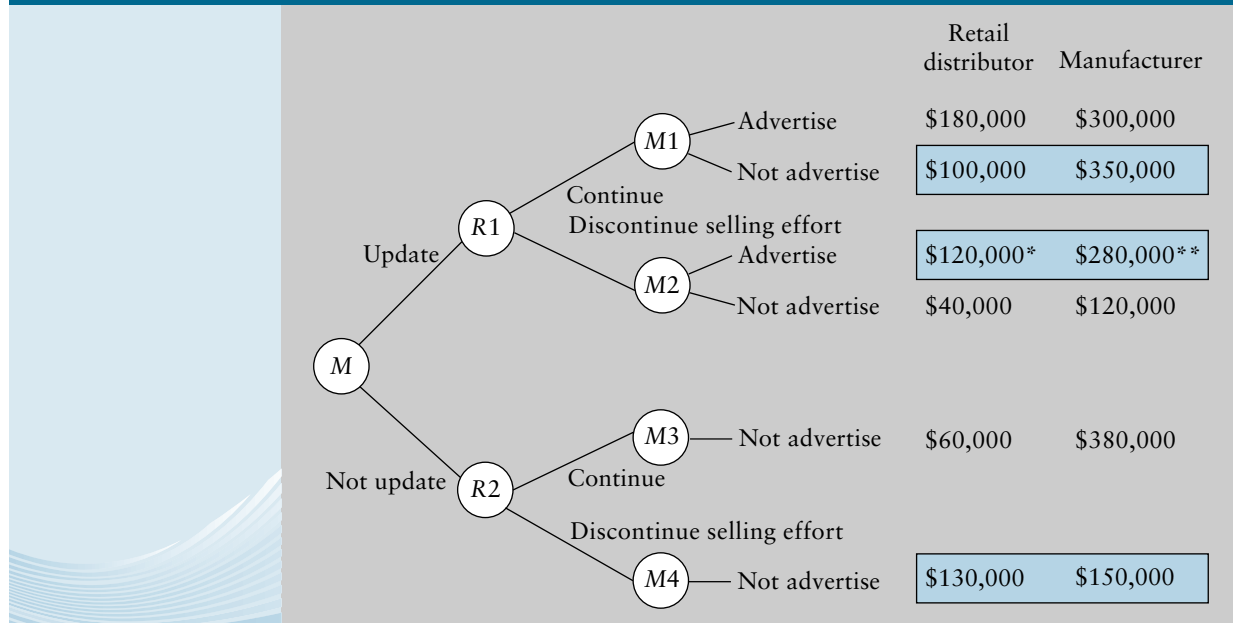 Retail
distributor Manufacturer
M1 Advertise $180,000 $300,000
Not advertise $100,000 $350,000
Continue
R1 Discontinue selling effort
Update Advertise $120,000* $280,000**
M2
Not advertise $40,000 $120,000
M
M3 Not advertise $60,000 $380,000
Not update R2 Continue
Discontinue selling effort
M4 Not advertise $130,000 $150,000